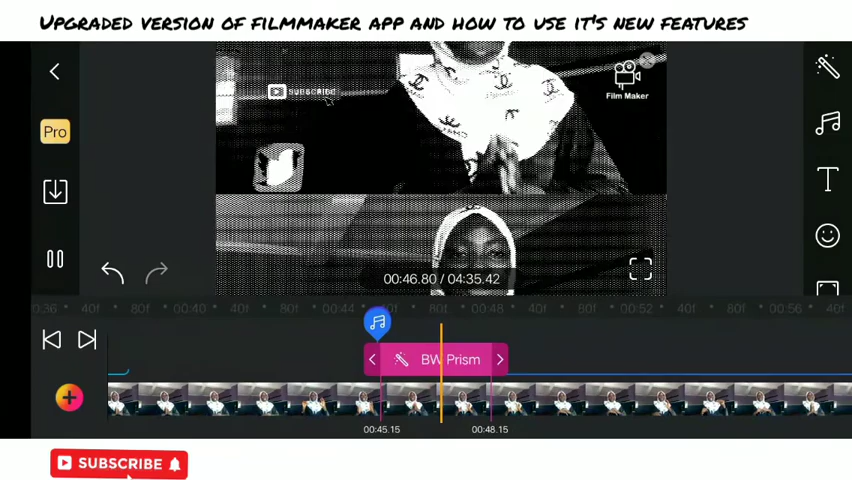 UPGRADED VERSION OF FILMMAKER APP AND HOW TO USE IT'S NEW FEATURES
SUBSCRIBE
Film Maker
Pro
00:46.80 / 04:35.42
0:36 40f 80f 00:40 40f 80f 00:44 40f 80f 00:48 40f 80f 00:52 40f 80f 00:56 40f
BW Prism
00:45.15 00:48.15
SUBSCRIBE